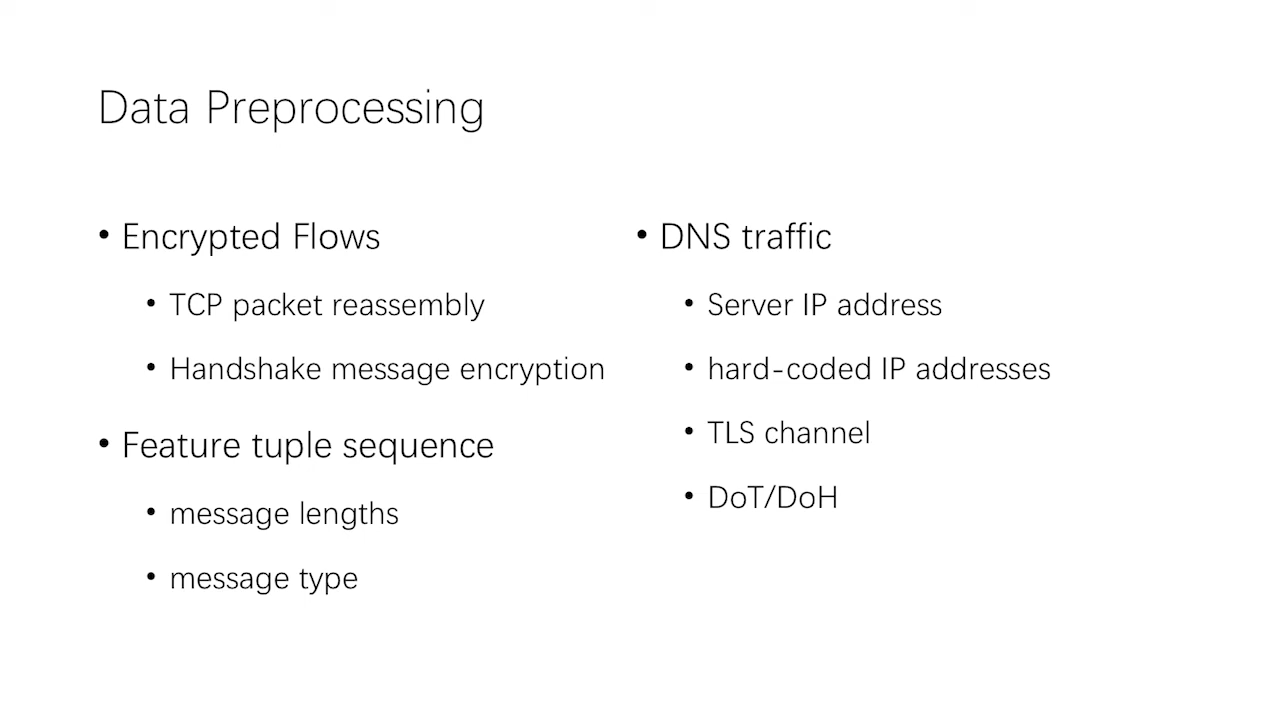 Data Preprocessing
• Encrypted Flows
• TCP packet reassembly
• Handshake message encryption
• Feature tuple sequence
• message lengths
• message type
• DNS traffic
• Server IP address
• hard-coded IP addresses
• TLS channel
• DoT/DoH